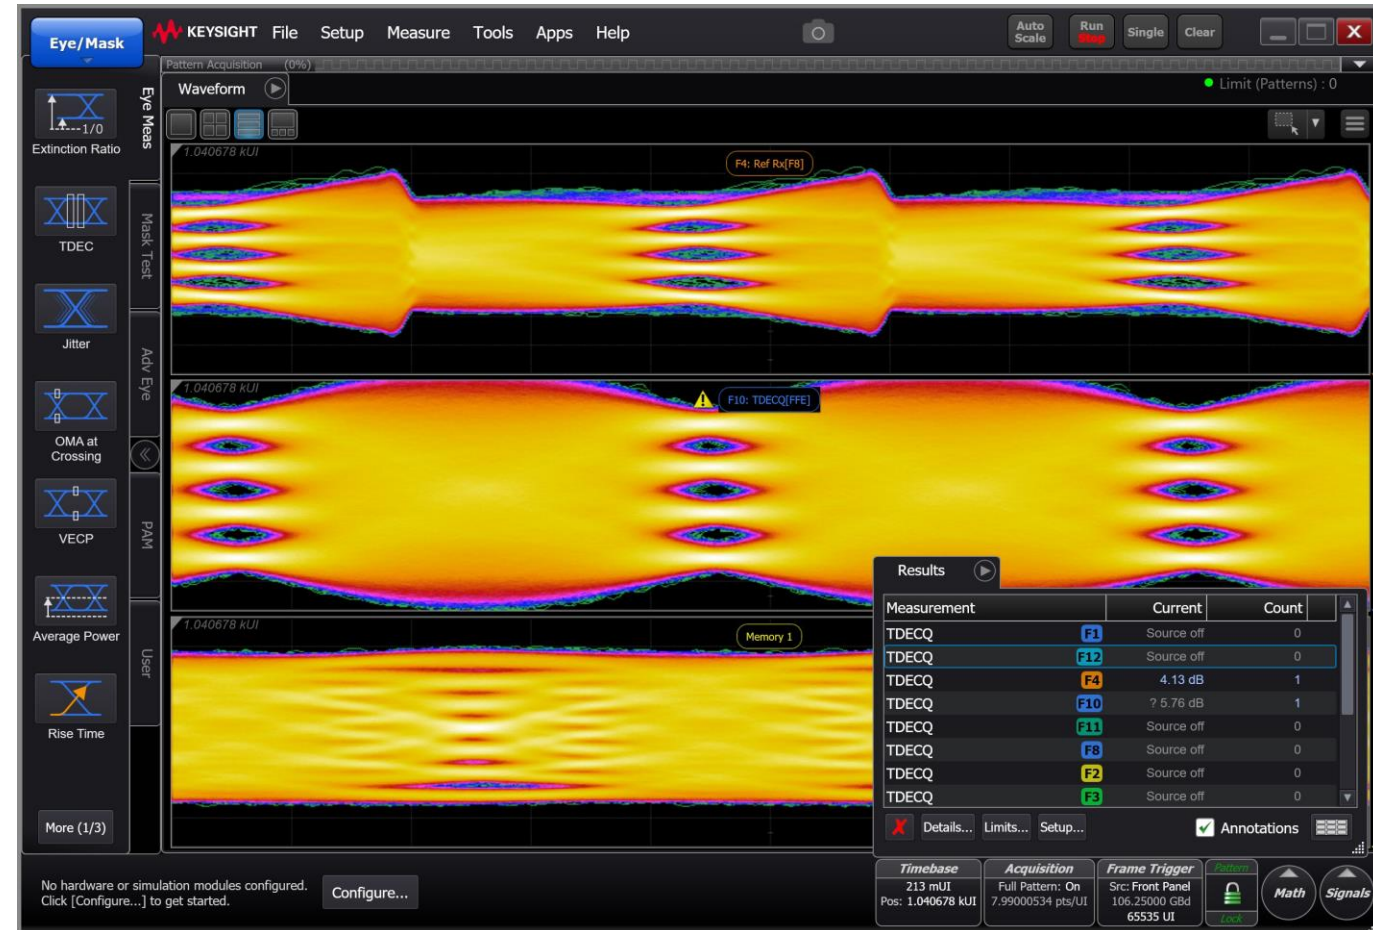 Eye/Mask
KEYSIGHT File Setup Measure Tools Apps Help
Auto Scale
Run Stop
Single
Clear
X
Pattern Acquisition (0%)
Waveform
Limit (Patterns) : 0
Eye Meas
Mask Test
Adv Eye
PAM
User
1/0
Extinction Ratio
TDEC
Jitter
OMA at
Crossing
VECP
Average Power
Rise Time
More (1/3)
1.040678 kUI
F4: Ref Rx[F8]
1.040678 kUI
F10: TDECQ[FFE]
1.040678 kUI
Memory 1
Results
Measurement Current Count
TDECQ F1 Source off 0
TDECQ F12 Source off 0
TDECQ F4 4.13 dB 1
TDECQ F10 ? 5.76 dB 1
TDECQ F11 Source off 0
TDECQ F8 Source off 0
TDECQ F2 Source off 0
TDECQ F3 Source off 0
Details... Limits... Setup... Annotations
No hardware or simulation modules configured.
Click [Configure...] to get started.
Configure...
Timebase
213 mUI
Pos: 1.040678 kUI
Acquisition
Full Pattern: On
7.99000534 pts/UI
Frame Trigger
Src: Front Panel
106.25000 GBd
65535 UI
Pattern
Lock
Math
Signals